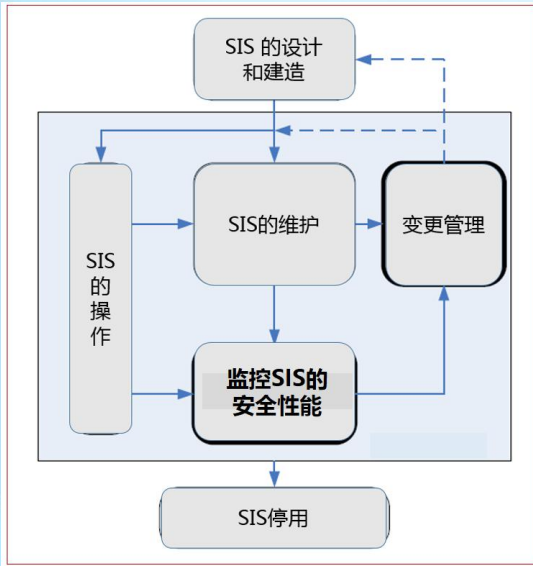 SIS 的设计
和建造
SIS的维护
变更管理
SIS
的
操
作
监控SIS的
安全性能
SIS停用